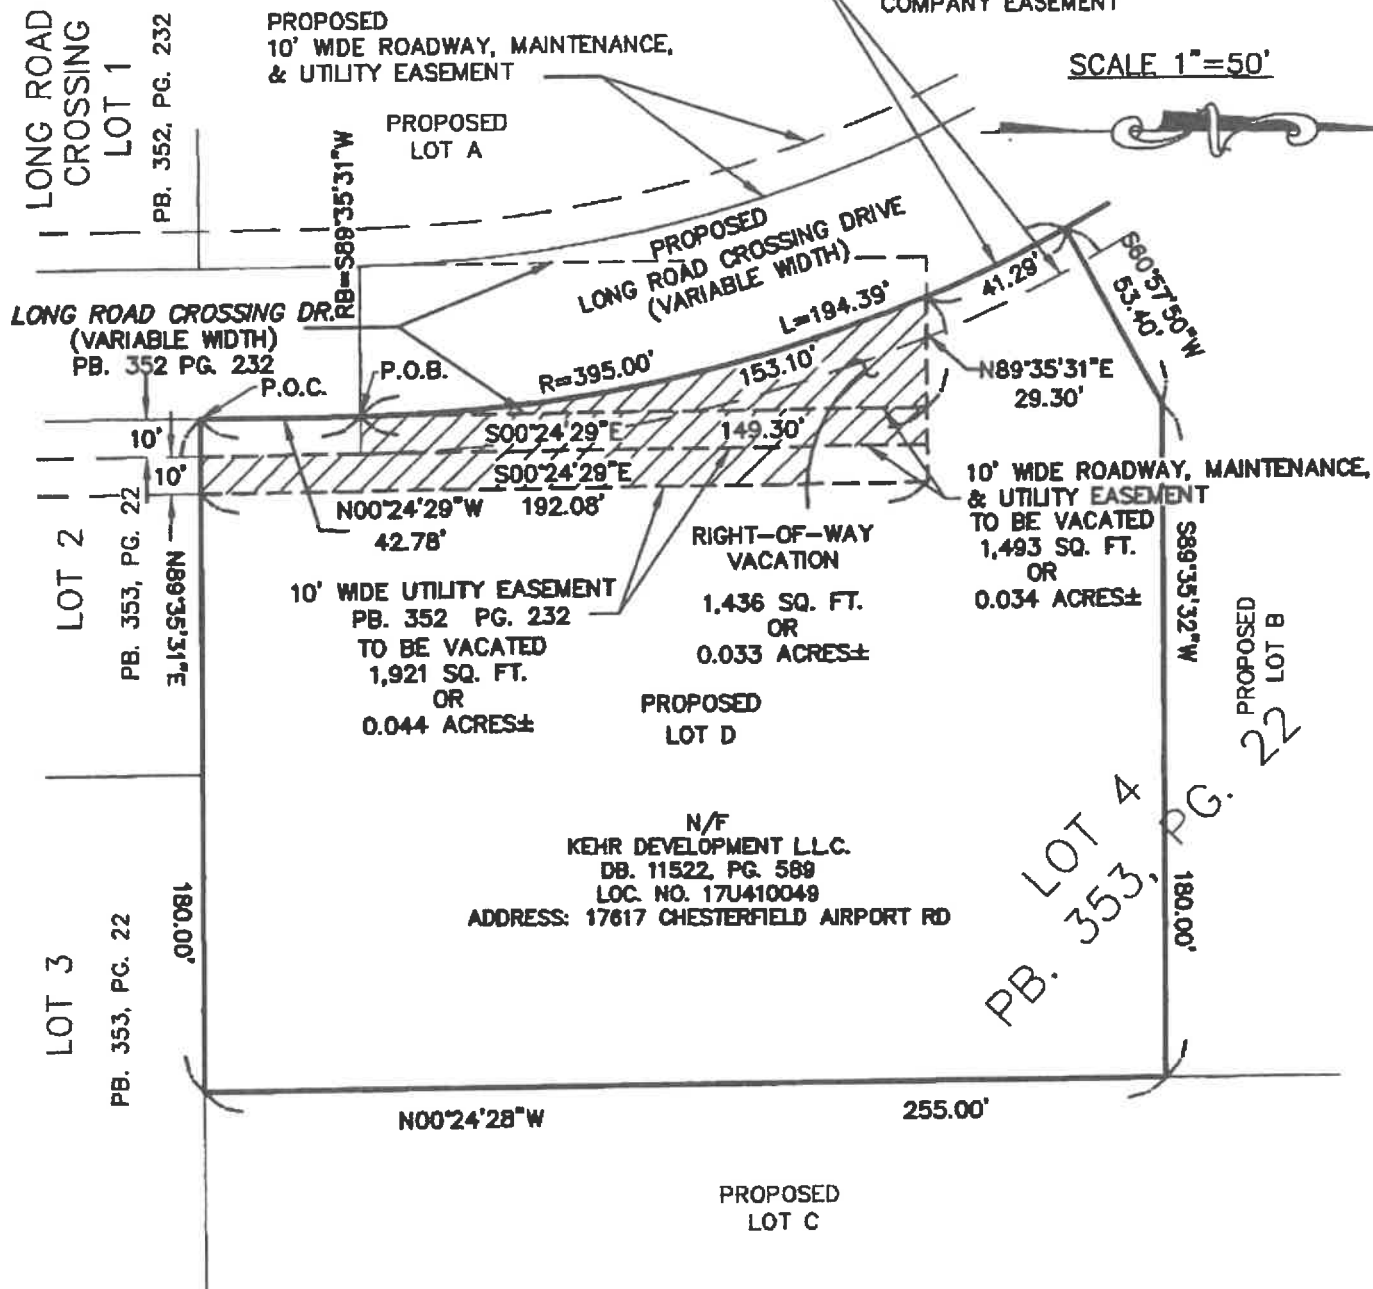 COMPANY EASEMENT
LONG ROAD
CROSSING
LOT 1
PB. 352, PG. 232
PROPOSED
10' WIDE ROADWAY, MAINTENANCE,
& UTILITY EASEMENT
SCALE 1"=50'
PROPOSED
LOT A
RB=S89°35'31"W
PROPOSED
LONG ROAD CROSSING DRIVE
(VARIABLE WIDTH)
LONG ROAD CROSSING DR.
(VARIABLE WIDTH)
PB. 352 PG. 232
P.O.C.
P.O.B.
R=395.00'
L=194.39'
153.10'
41.29'
S60°57'50"W
53.40'
N89°35'31"E
29.30'
10'
10'
S00°24'29"E
149.30'
S00°24'29"E
192.08'
N00°24'29"W
42.78'
10' WIDE ROADWAY, MAINTENANCE,
& UTILITY EASEMENT
TO BE VACATED
1,493 SQ. FT.
OR
0.034 ACRES±
RIGHT-OF-WAY
VACATION
1,436 SQ. FT.
OR
0.033 ACRES±
10' WIDE UTILITY EASEMENT
PB. 352 PG. 232
TO BE VACATED
1,921 SQ. FT.
OR
0.044 ACRES±
LOT 2
PB. 353, PG. 22
N89°35'31"E
S89°35'32"W
PROPOSED
LOT B
PROPOSED
LOT D
LOT 4
PB. 353, PG. 22
N/F
KEHR DEVELOPMENT L.L.C.
DB. 11522, PG. 589
LOC. NO. 17U410049
ADDRESS: 17617 CHESTERFIELD AIRPORT RD
180.00'
180.00'
LOT 3
PB. 353, PG. 22
N00°24'28"W
255.00'
PROPOSED
LOT C